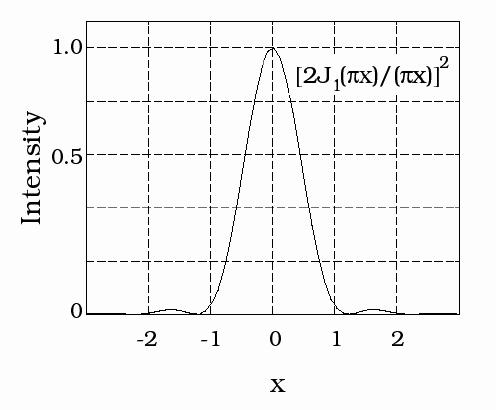 1.0
[2J₁(πx)/(πx)]²
0.5
Intensity
0
-2 -1 0 1 2
x